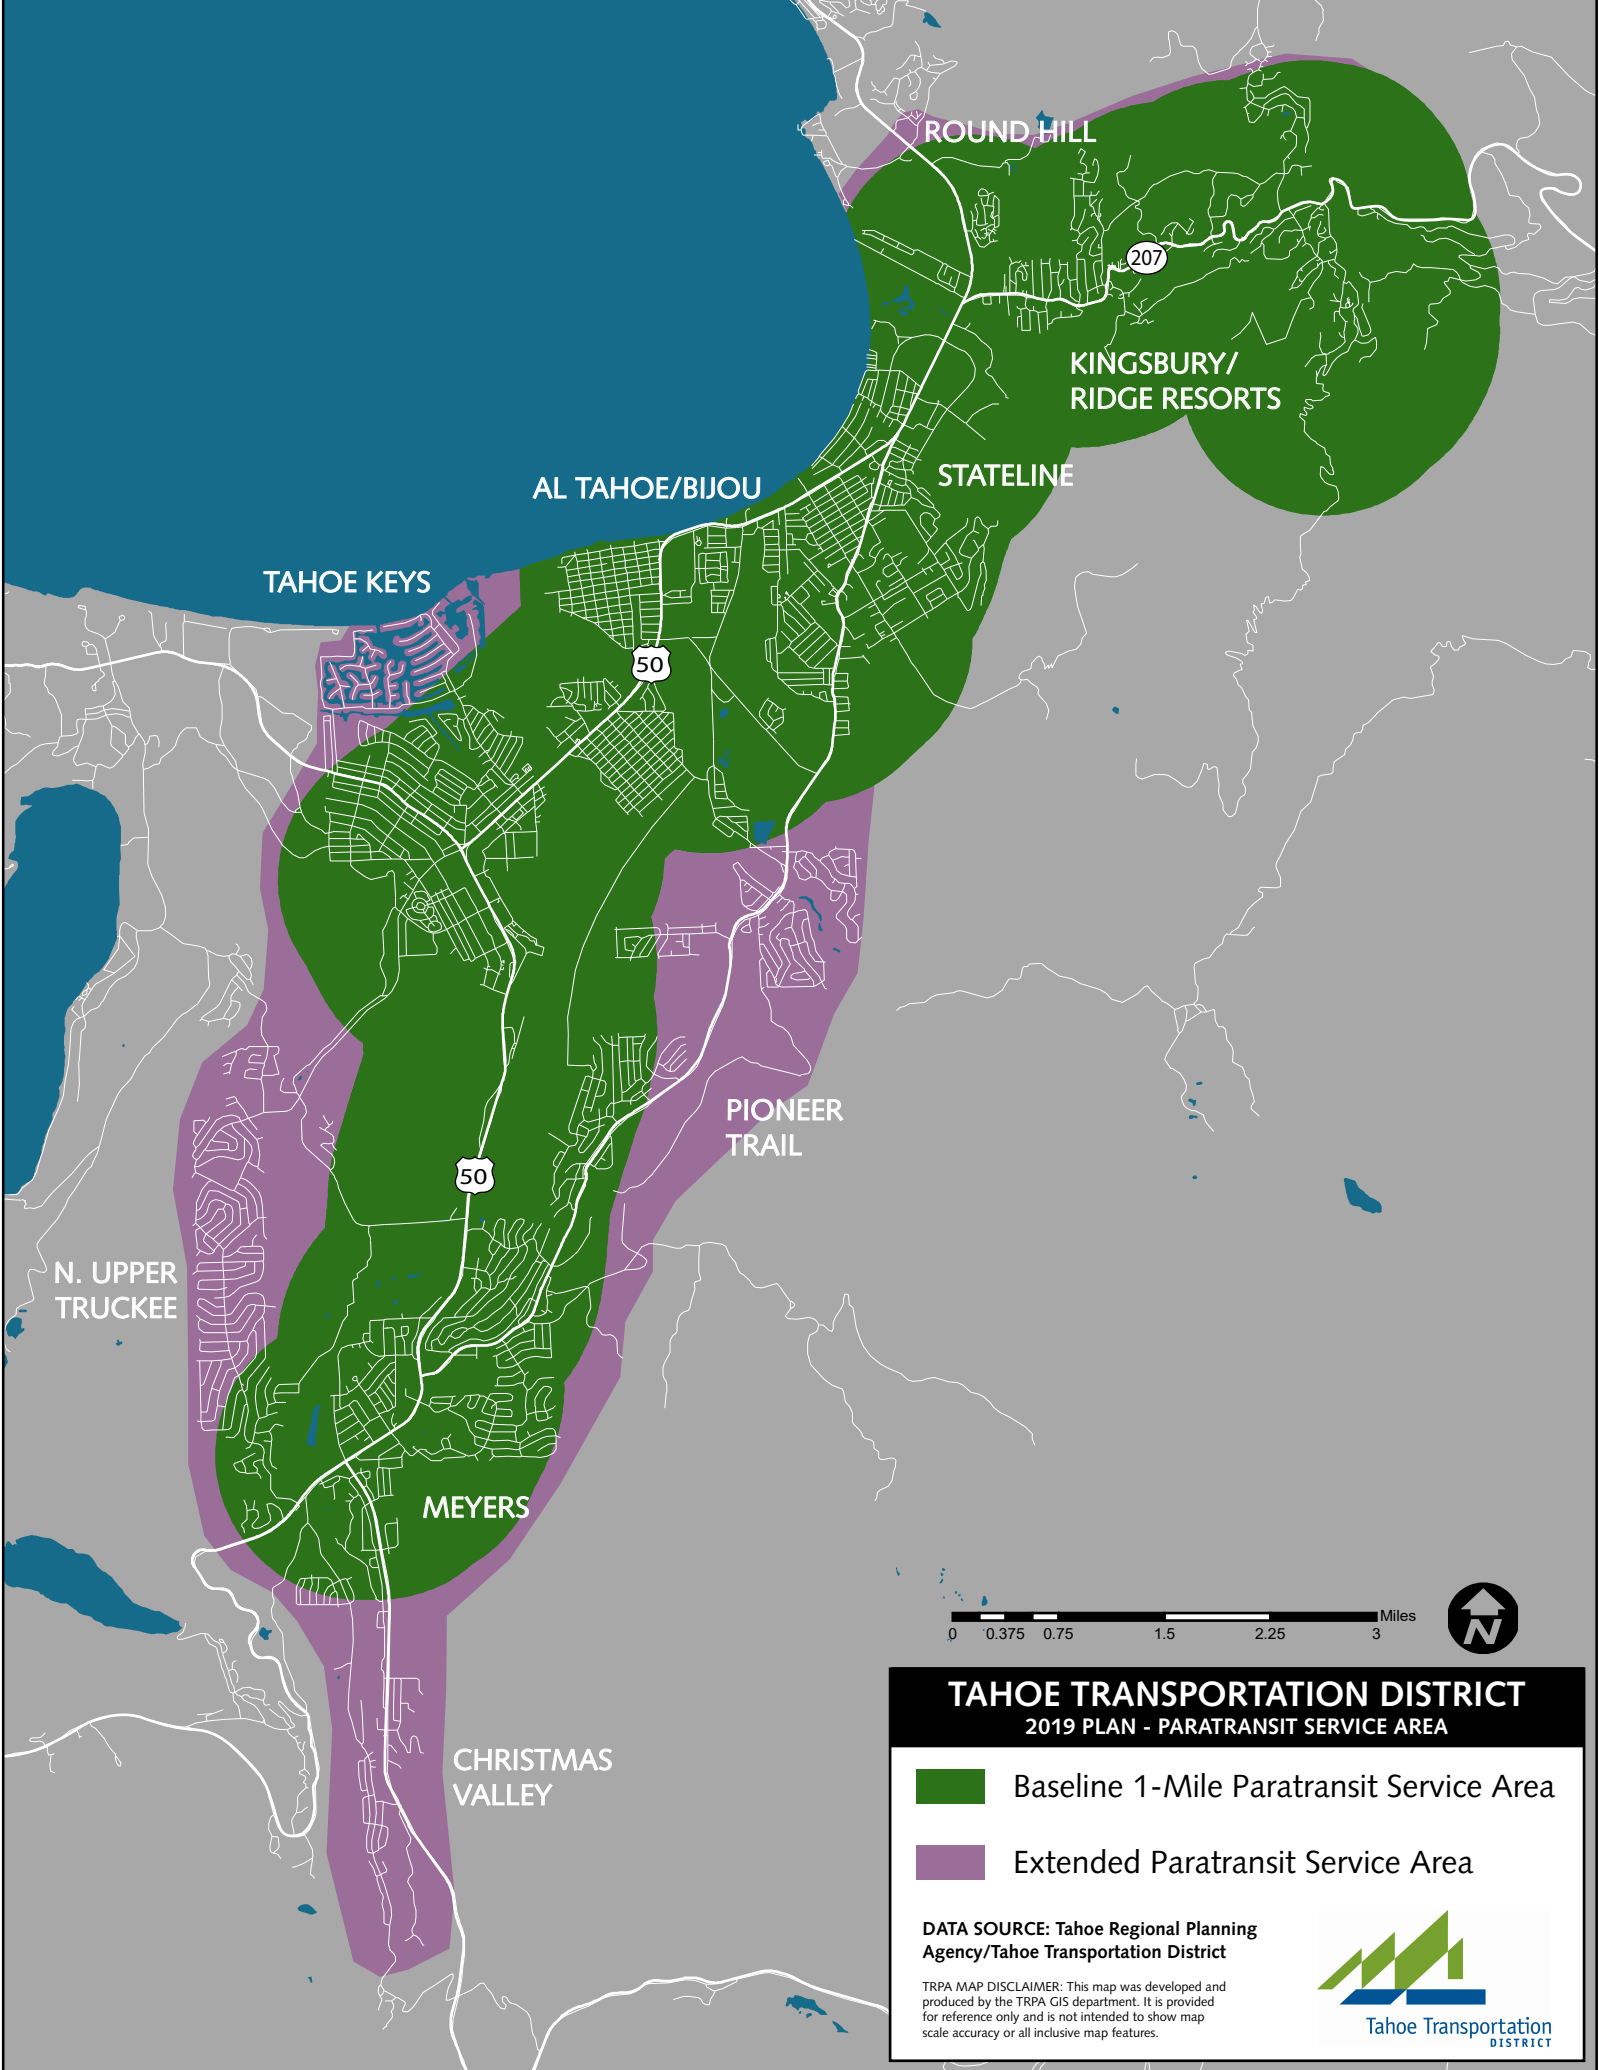 ROUND HILL
207
KINGSBURY/
RIDGE RESORTS
STATELINE
AL TAHOE/BIJOU
TAHOE KEYS
50
PIONEER
TRAIL
50
N. UPPER
TRUCKEE
MEYERS
CHRISTMAS
VALLEY
Miles
0 0.375 0.75 1.5 2.25 3
N
TAHOE TRANSPORTATION DISTRICT
2019 PLAN - PARATRANSIT SERVICE AREA
Baseline 1-Mile Paratransit Service Area
Extended Paratransit Service Area
DATA SOURCE: Tahoe Regional Planning
Agency/Tahoe Transportation District
TRPA MAP DISCLAIMER: This map was developed and
produced by the TRPA GIS department. It is provided
for reference only and is not intended to show map
scale accuracy or all inclusive map features.
Tahoe Transportation
DISTRICT